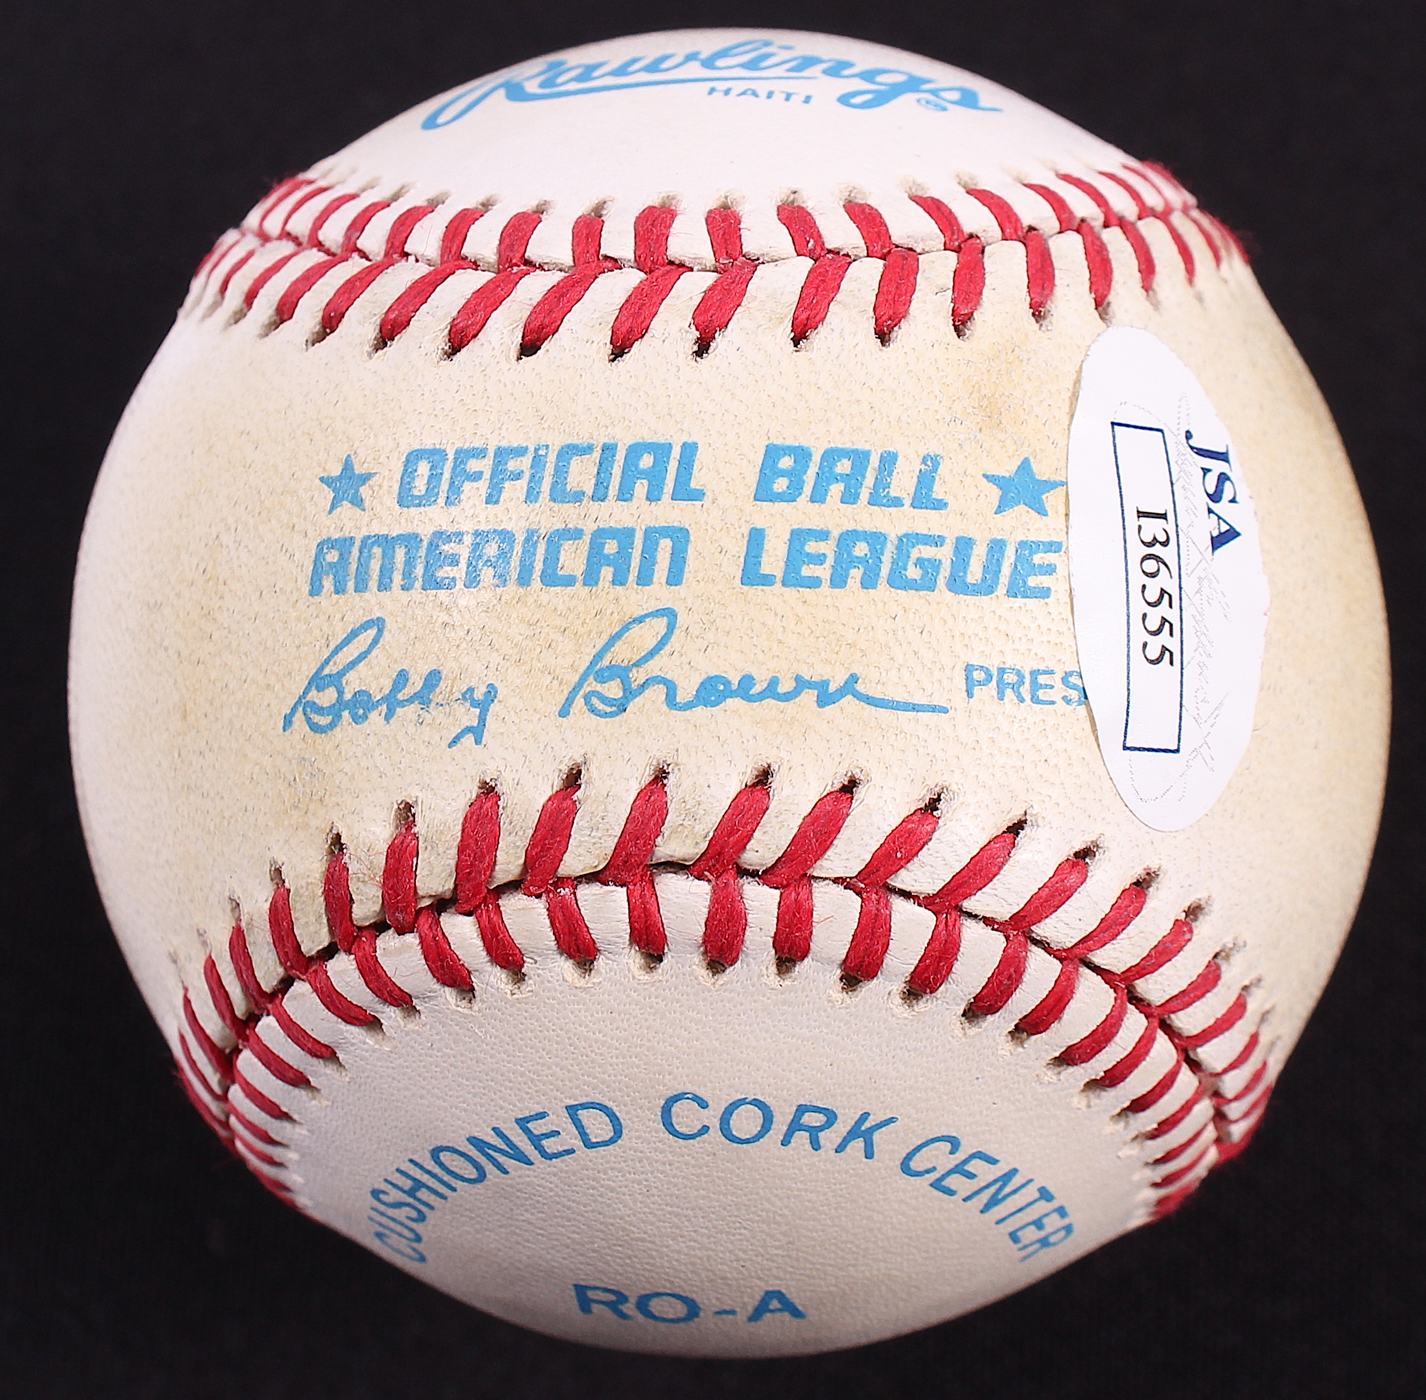 Rawlings®
HAITI
★ OFFICIAL BALL ★
AMERICAN LEAGUE
Bobby Brown PRES
JSA
I36555
CUSHIONED CORK CENTER
RO-A